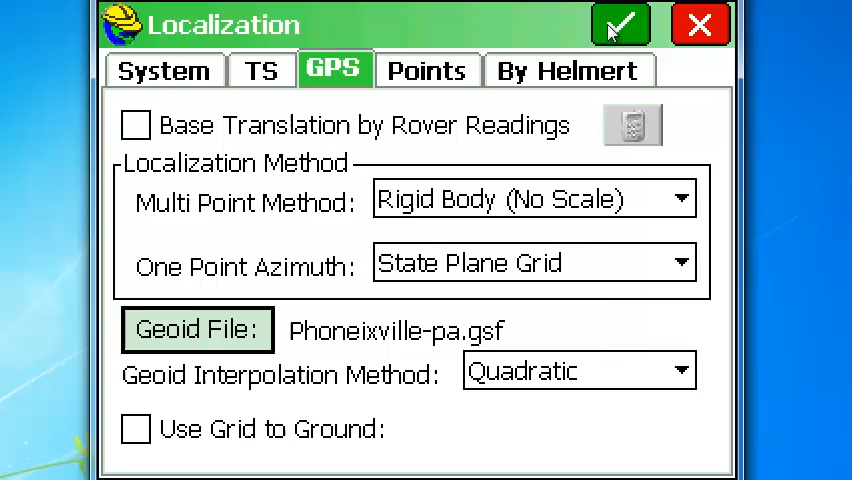 Localization
System TS GPS Points By Helmert
Base Translation by Rover Readings
Localization Method
Multi Point Method: Rigid Body (No Scale)
One Point Azimuth: State Plane Grid
Geoid File: Phoneixville-pa.gsf
Geoid Interpolation Method: Quadratic
Use Grid to Ground: